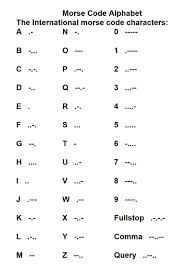 Morse Code Alphabet
The International morse code characters:
A .- N -. 0 -----
B -... O --- 1 .----
C -.-. P .--. 2 ..---
D -.. Q --.- 3 ...--
E . R .-. 4 ....-
F ..-. S ... 5 .....
G --. T - 6 -....
H .... U ..- 7 --...
I .. V ...- 8 ---..
J .--- W .-- 9 ----.
K -.- X -..- Fullstop .-.-.-
L .-.. Y -.-- Comma --..--
M -- Z --.. Query ..--..